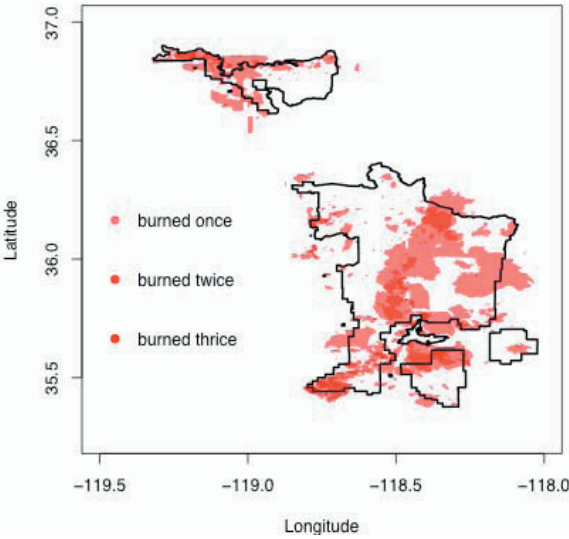 37.0
36.5
36.0
35.5
Latitude
burned once
burned twice
burned thrice
−119.5 −119.0 −118.5 −118.0
Longitude